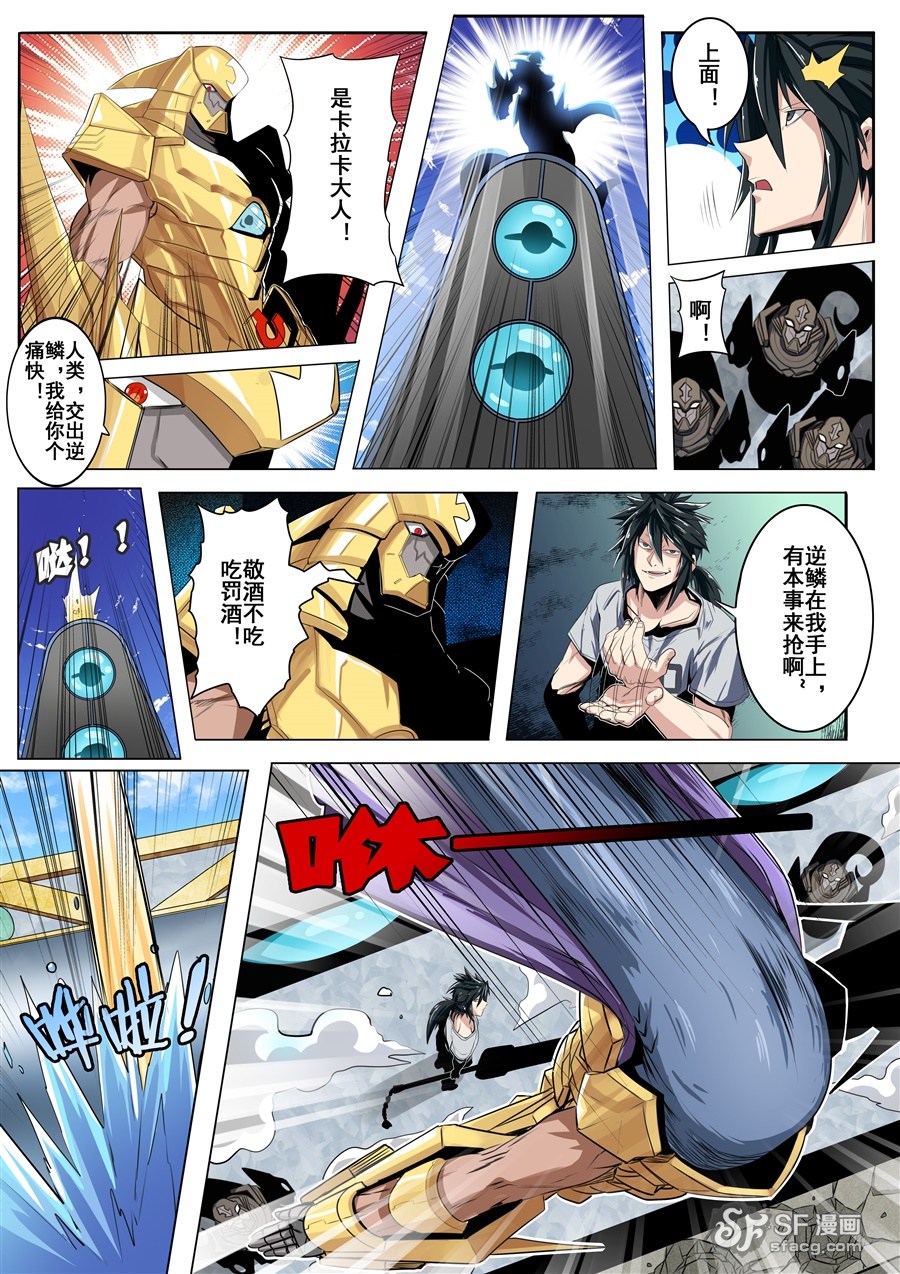 上面！
啊！
是卡拉卡大人！
人类，交出逆
鳞，我给你个
痛快！
逆鳞在我手上，
有本事来抢啊~
敬酒不吃
吃罚酒！
哒！！
咻
哗啦！
SF SF漫画
sfacg.com